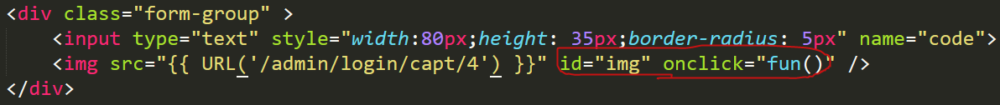 <div class="form-group" >
<input type="text" style="width:80px;height: 35px;border-radius: 5px" name="code">
<img src="{{ URL('/admin/login/capt/4') }}" id="img" onclick="fun()" />
</div>